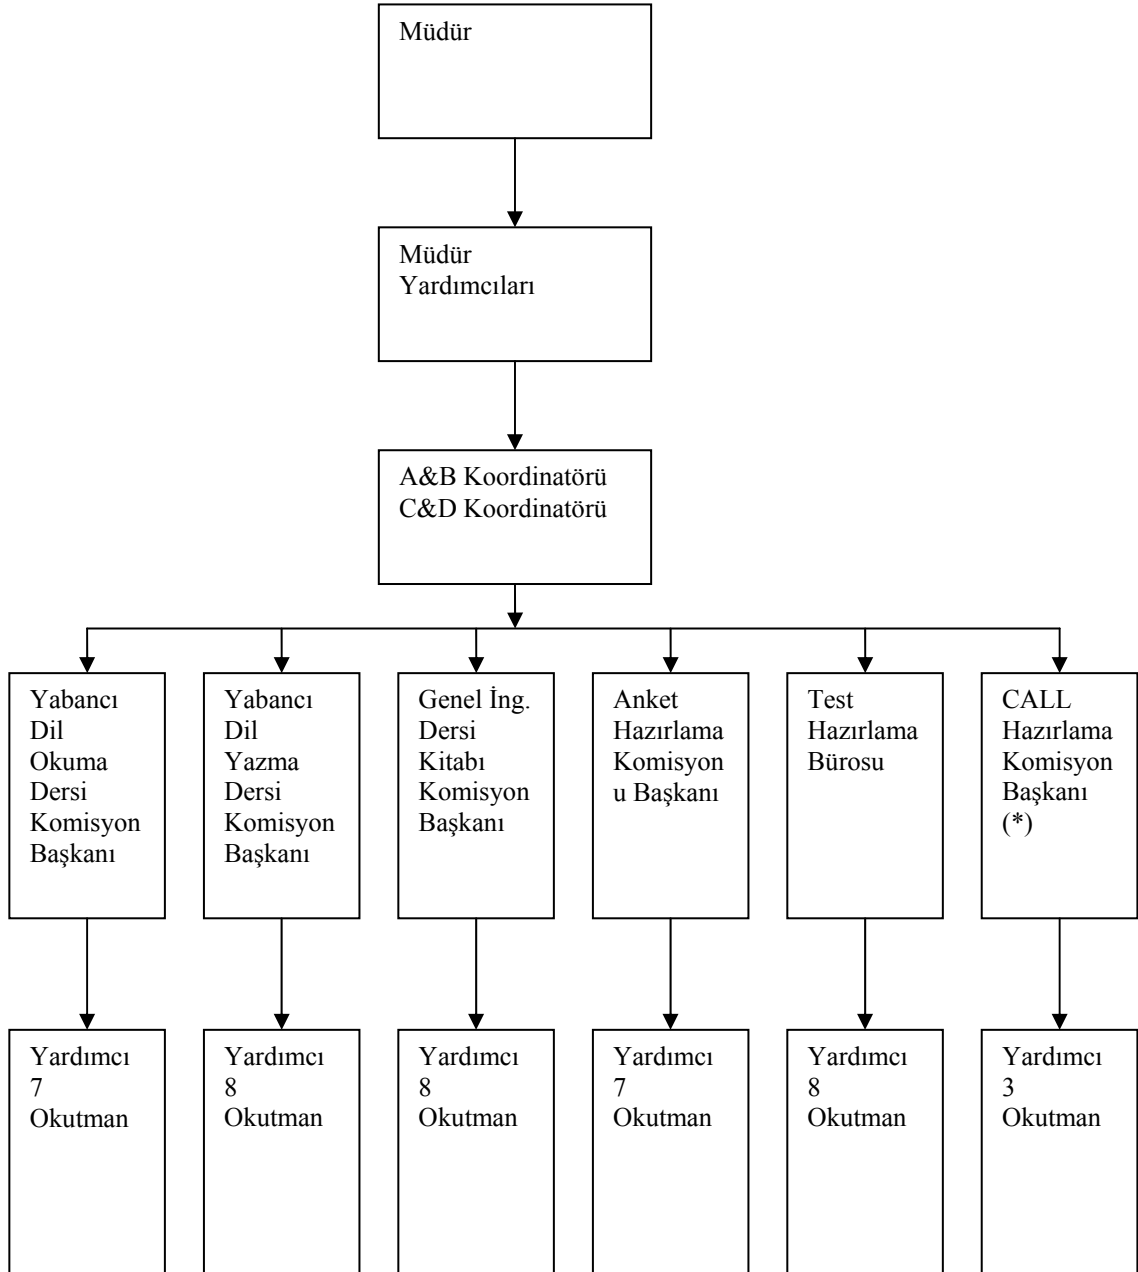 Müdür
Müdür
Yardımcıları
A&B Koordinatörü
C&D Koordinatörü
Yabancı
Dil
Okuma
Dersi
Komisyon
Başkanı
Yabancı
Dil
Yazma
Dersi
Komisyon
Başkanı
Genel İng.
Dersi
Kitabı
Komisyon
Başkanı
Anket
Hazırlama
Komisyon
u Başkanı
Test
Hazırlama
Bürosu
CALL
Hazırlama
Komisyon
Başkanı
(*)
Yardımcı
7
Okutman
Yardımcı
8
Okutman
Yardımcı
8
Okutman
Yardımcı
7
Okutman
Yardımcı
8
Okutman
Yardımcı
3
Okutman